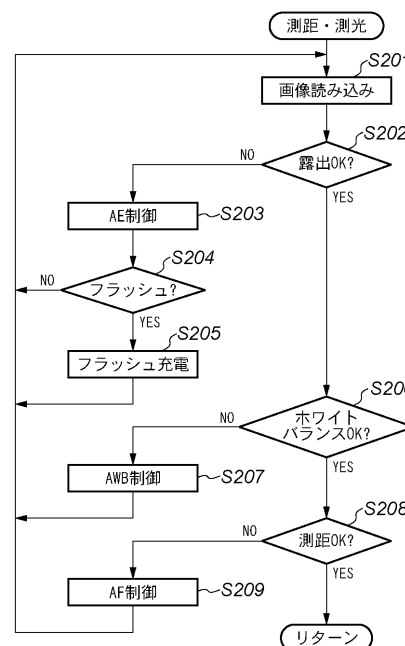 測距・測光
S201
画像読み込み
S202
露出OK?
NO
YES
AE制御
S203
S204
フラッシュ?
NO
YES
S205
フラッシュ充電
S206
ホワイト
バランスOK?
NO
YES
AWB制御
S207
S208
測距OK?
NO
YES
AF制御
S209
リターン